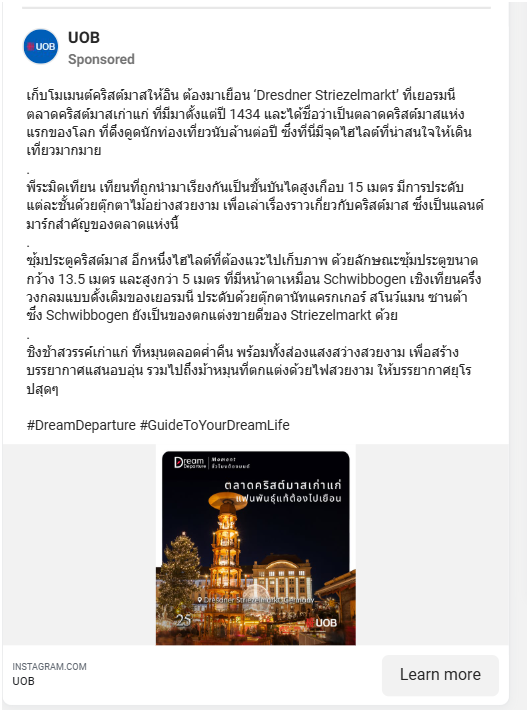 UOB
UOB
Sponsored
เก็บโมเมนต์คริสต์มาสให้อิน ต้องมาเยือน ‘Dresdner Striezelmarkt’ ที่เยอรมนี
ตลาดคริสต์มาสเก่าแก่ ที่มีมาตั้งแต่ปี 1434 และได้ชื่อว่าเป็นตลาดคริสต์มาสแห่ง
แรกของโลก ที่ดึงดูดนักท่องเที่ยวนับล้านต่อปี ซึ่งที่นี่มีจุดไฮไลต์ที่น่าสนใจให้เดิน
เที่ยวมากมาย
.
พีระมิดเทียน เทียนที่ถูกนำมาเรียงกันเป็นขั้นบันไดสูงเกือบ 15 เมตร มีการประดับ
แต่ละชั้นด้วยตุ๊กตาไม้อย่างสวยงาม เพื่อเล่าเรื่องราวเกี่ยวกับคริสต์มาส ซึ่งเป็นแลนด์
มาร์กสำคัญของตลาดแห่งนี้
.
ซุ้มประตูคริสต์มาส อีกหนึ่งไฮไลต์ที่ต้องแวะไปเก็บภาพ ด้วยลักษณะซุ้มประตูขนาด
กว้าง 13.5 เมตร และสูงกว่า 5 เมตร ที่มีหน้าตาเหมือน Schwibbogen เชิงเทียนครึ่ง
วงกลมแบบดั้งเดิมของเยอรมนี ประดับด้วยตุ๊กตานัทแครกเกอร์ สโนว์แมน ซานต้า
ซึ่ง Schwibbogen ยังเป็นของตกแต่งขายดีของ Striezelmarkt ด้วย
.
ชิงช้าสวรรค์เก่าแก่ ที่หมุนตลอดค่ำคืน พร้อมทั้งส่องแสงสว่างสวยงาม เพื่อสร้าง
บรรยากาศแสนอบอุ่น รวมไปถึงม้าหมุนที่ตกแต่งด้วยไฟสวยงาม ให้บรรยากาศยุโร
ปสุดๆ
#DreamDeparture #GuideToYourDreamLife
Dream Departure | Moment
ชั่วโมงต้องมนต์
ตลาดคริสต์มาสเก่าแก่
แฟนพันธุ์แท้ต้องไปเยือน
Dresdner Striezelmarkt, Germany
25
UOB
INSTAGRAM.COM
UOB
Learn more